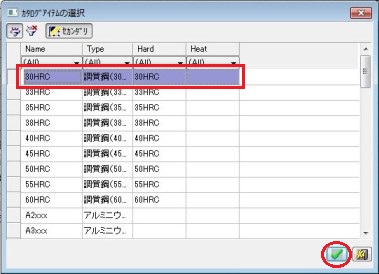 カタログアイテムの選択
セカンダリ
Name Type Hard Heat
(All) (All) (All) (All)
30HRC 調質鋼(30... 30HRC
33HRC 調質鋼(33... 33HRC
35HRC 調質鋼(35... 35HRC
38HRC 調質鋼(38... 38HRC
40HRC 調質鋼(40... 40HRC
45HRC 調質鋼(45... 45HRC
50HRC 調質鋼(50... 50HRC
55HRC 調質鋼(55... 55HRC
60HRC 調質鋼(60... 60HRC
A2xxx アルミニウ...
A3xxx アルミニウ...